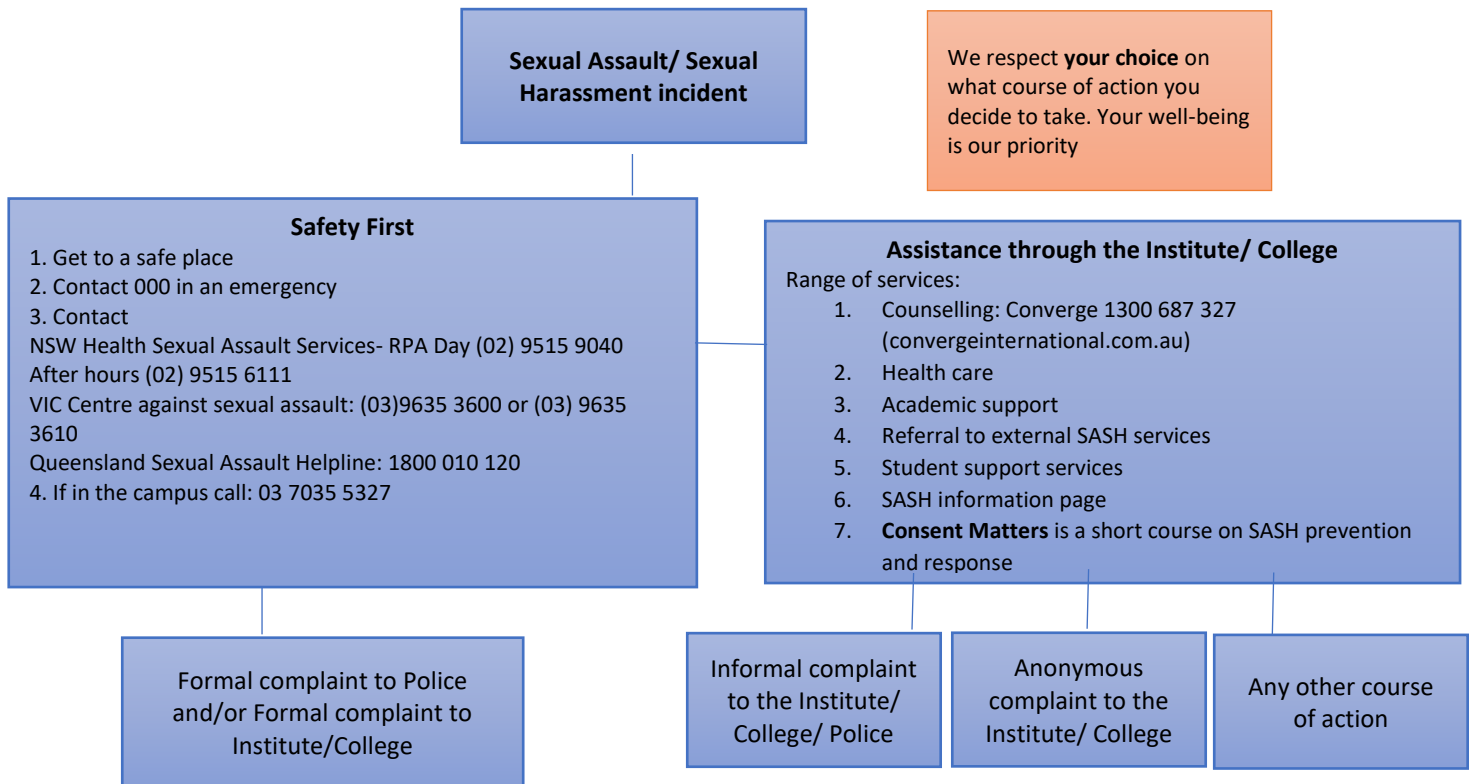 Sexual Assault/ Sexual
Harassment incident
We respect your choice on
what course of action you
decide to take. Your well-being
is our priority
Safety First
1. Get to a safe place
2. Contact 000 in an emergency
3. Contact
NSW Health Sexual Assault Services- RPA Day (02) 9515 9040
After hours (02) 9515 6111
VIC Centre against sexual assault: (03)9635 3600 or (03) 9635
3610
Queensland Sexual Assault Helpline: 1800 010 120
4. If in the campus call: 03 7035 5327
Assistance through the Institute/ College
Range of services:
1. Counselling: Converge 1300 687 327
(convergeinternational.com.au)
2. Health care
3. Academic support
4. Referral to external SASH services
5. Student support services
6. SASH information page
7. Consent Matters is a short course on SASH prevention
and response
Formal complaint to Police
and/or Formal complaint to
Institute/College
Informal complaint
to the Institute/
College/ Police
Anonymous
complaint to the
Institute/ College
Any other course
of action